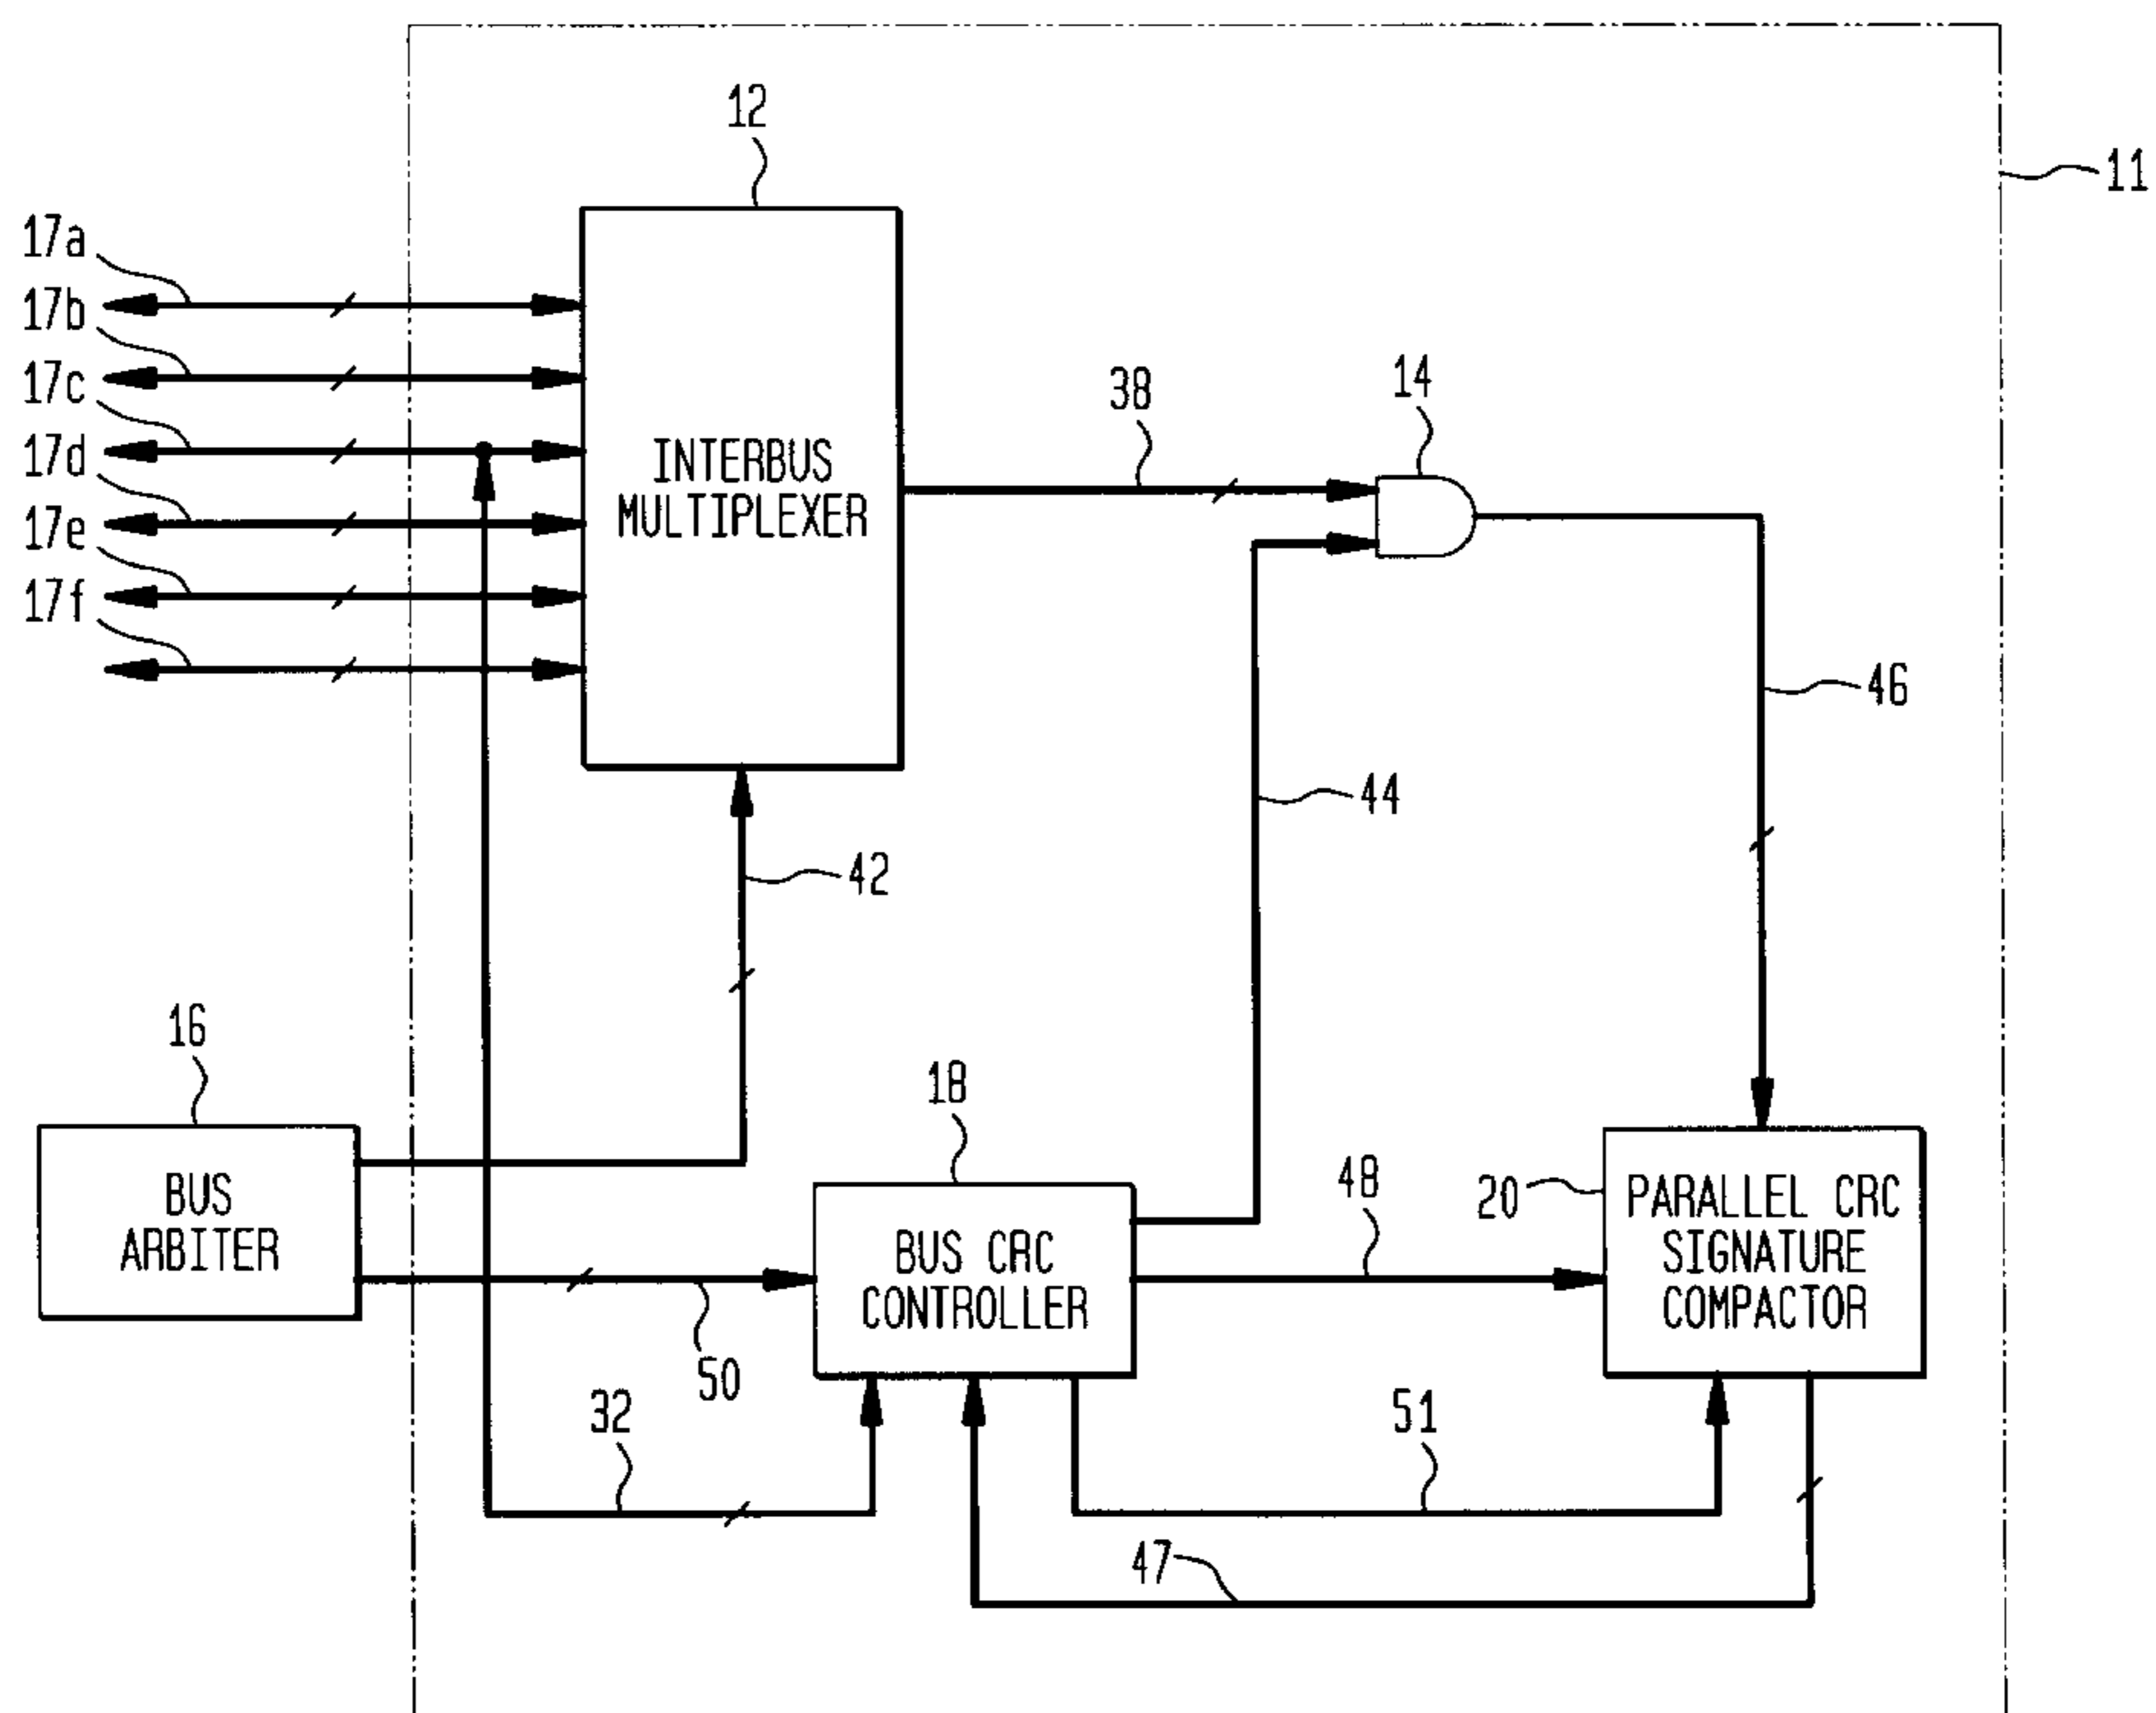 12
11
17a
17b
17c
17d
17e
17f
INTERBUS
MULTIPLEXER
38
14
46
44
42
16
BUS
ARBITER
18
BUS CRC
CONTROLLER
48
20
PARALLEL CRC
SIGNATURE
COMPACTOR
50
32
51
47